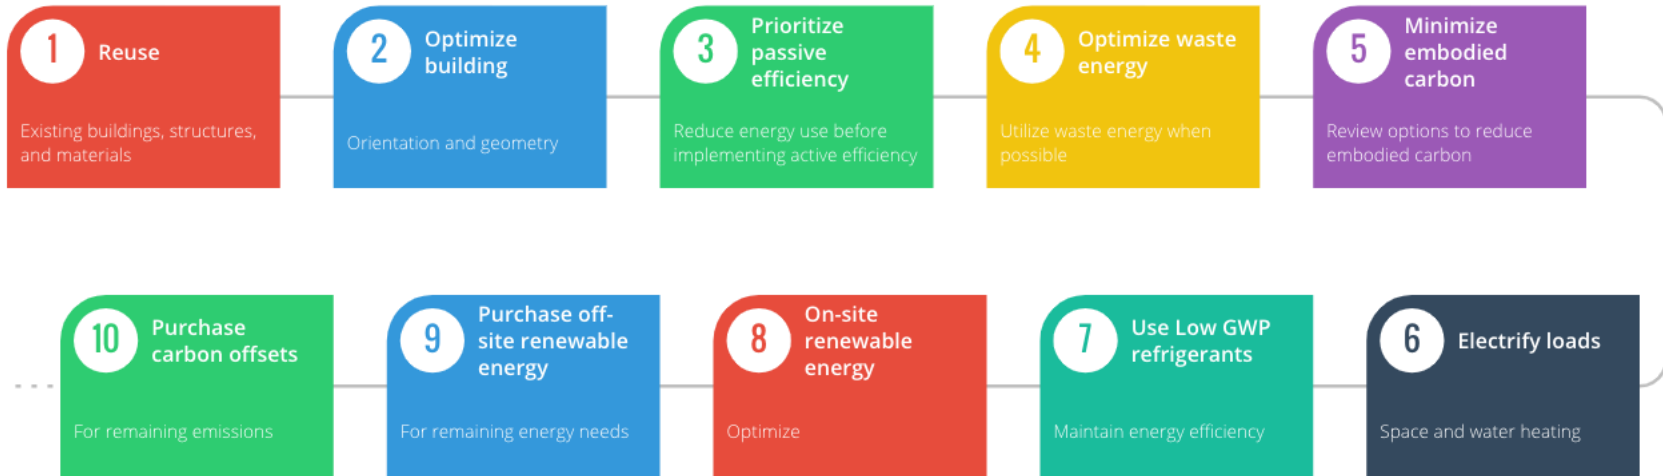 1
Reuse
Existing buildings, structures,
and materials
2
Optimize
building
Orientation and geometry
3
Prioritize
passive
efficiency
Reduce energy use before
implementing active efficiency
4
Optimize waste
energy
Utilize waste energy when
possible
5
Minimize
embodied
carbon
Review options to reduce
embodied carbon
6
Electrify loads
Space and water heating
7
Use Low GWP
refrigerants
Maintain energy efficiency
8
On-site
renewable
energy
Optimize
9
Purchase off-
site renewable
energy
For remaining energy needs
10
Purchase
carbon offsets
For remaining emissions